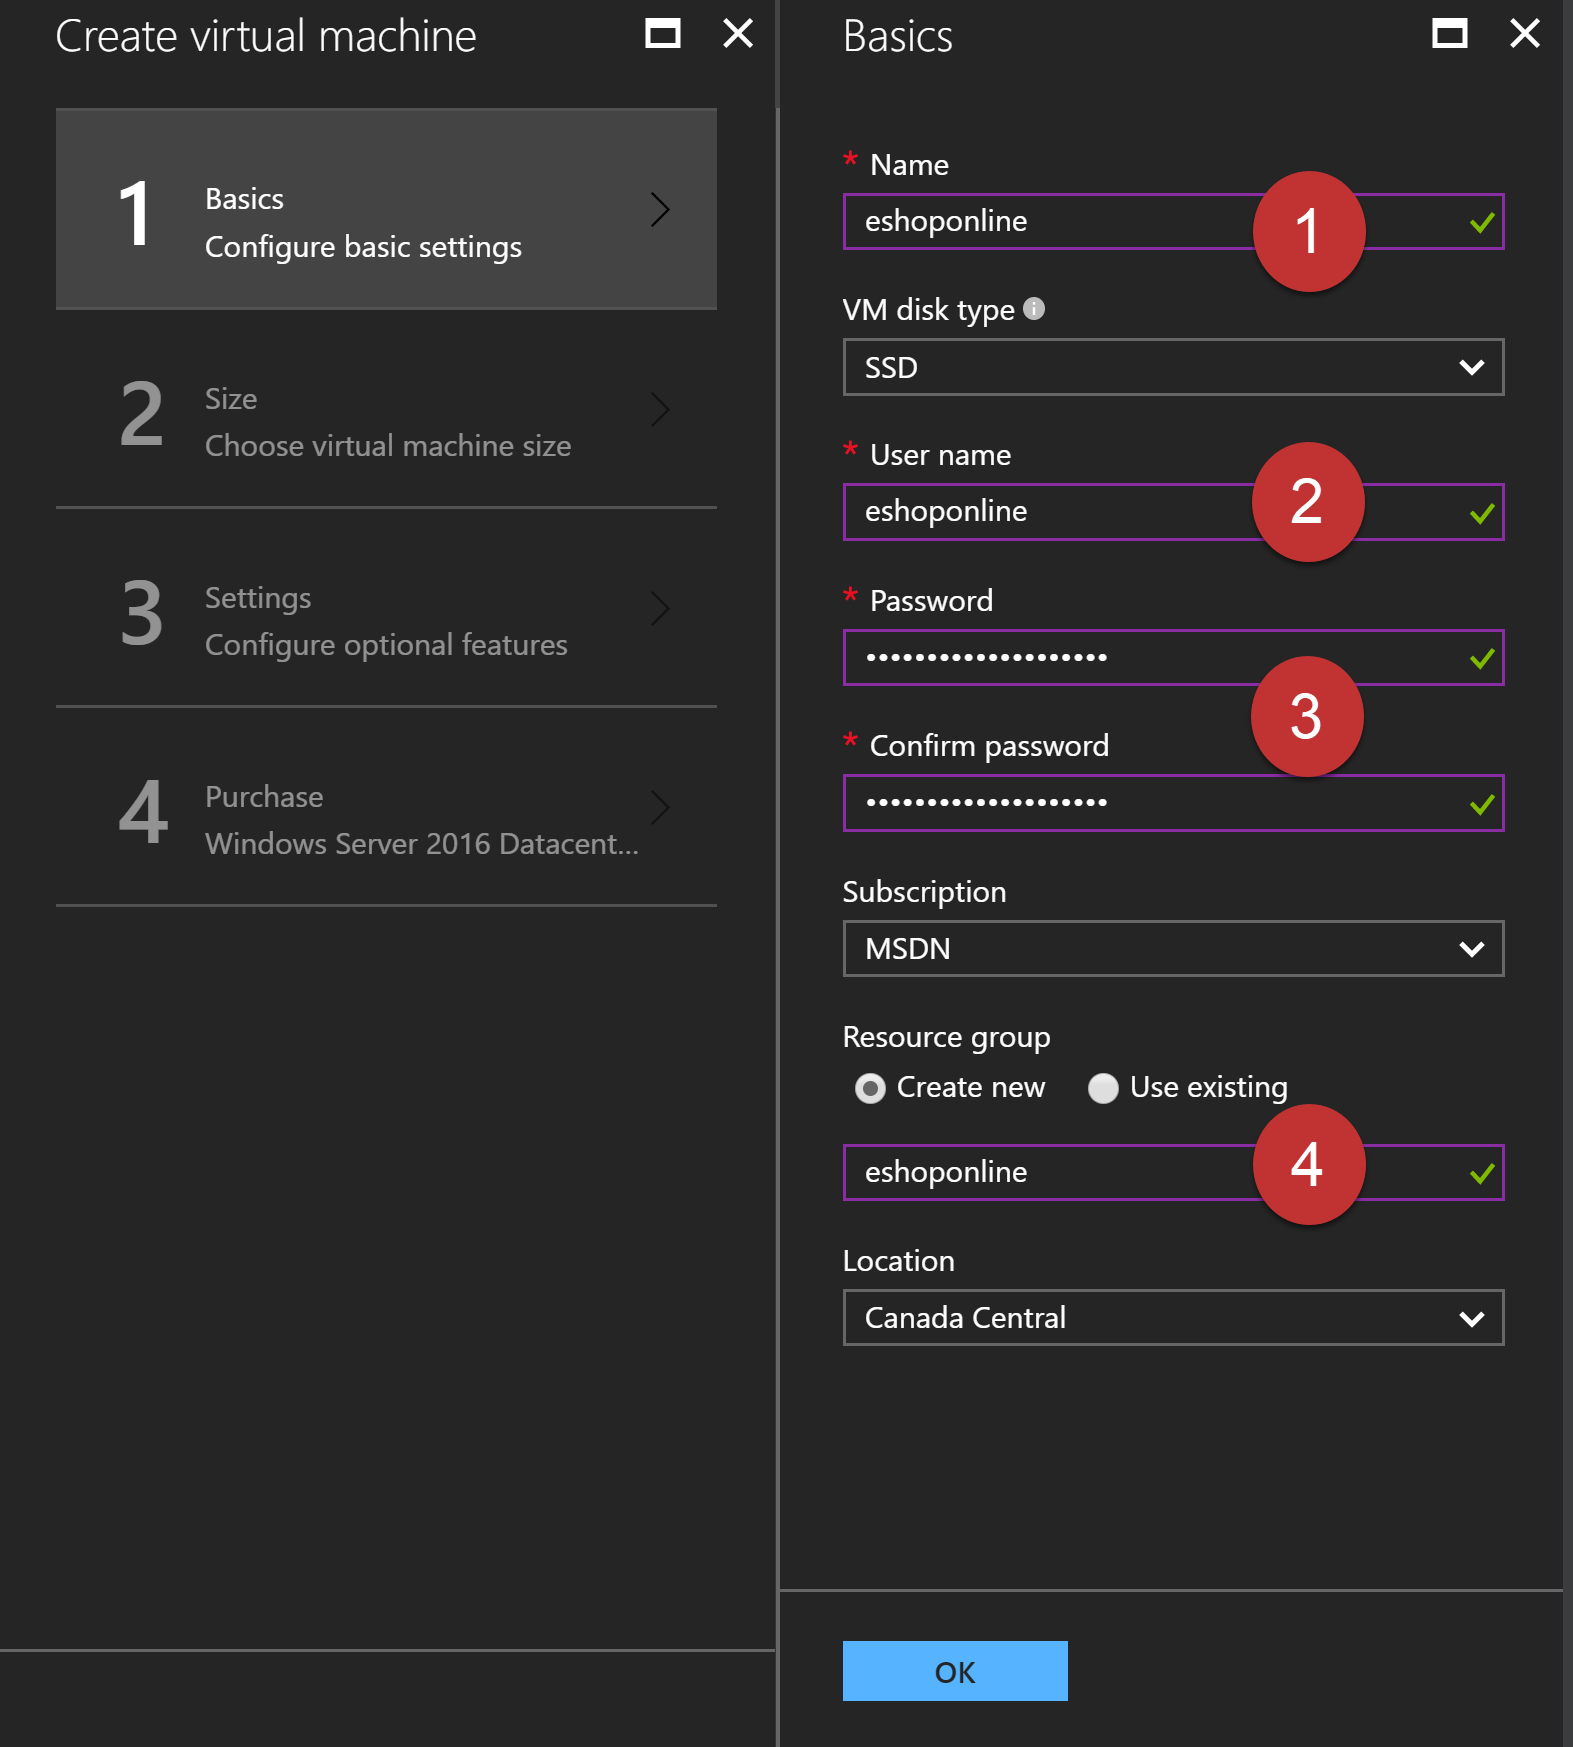 Create virtual machine
1
Basics
Configure basic settings
2
Size
Choose virtual machine size
3
Settings
Configure optional features
4
Purchase
Windows Server 2016 Datacent...
Basics
* Name
eshoponline
1
VM disk type
SSD
* User name
eshoponline
2
* Password
••••••••••••••••••••
3
* Confirm password
••••••••••••••••••••
Subscription
MSDN
Resource group
Create new Use existing
eshoponline
4
Location
Canada Central
OK